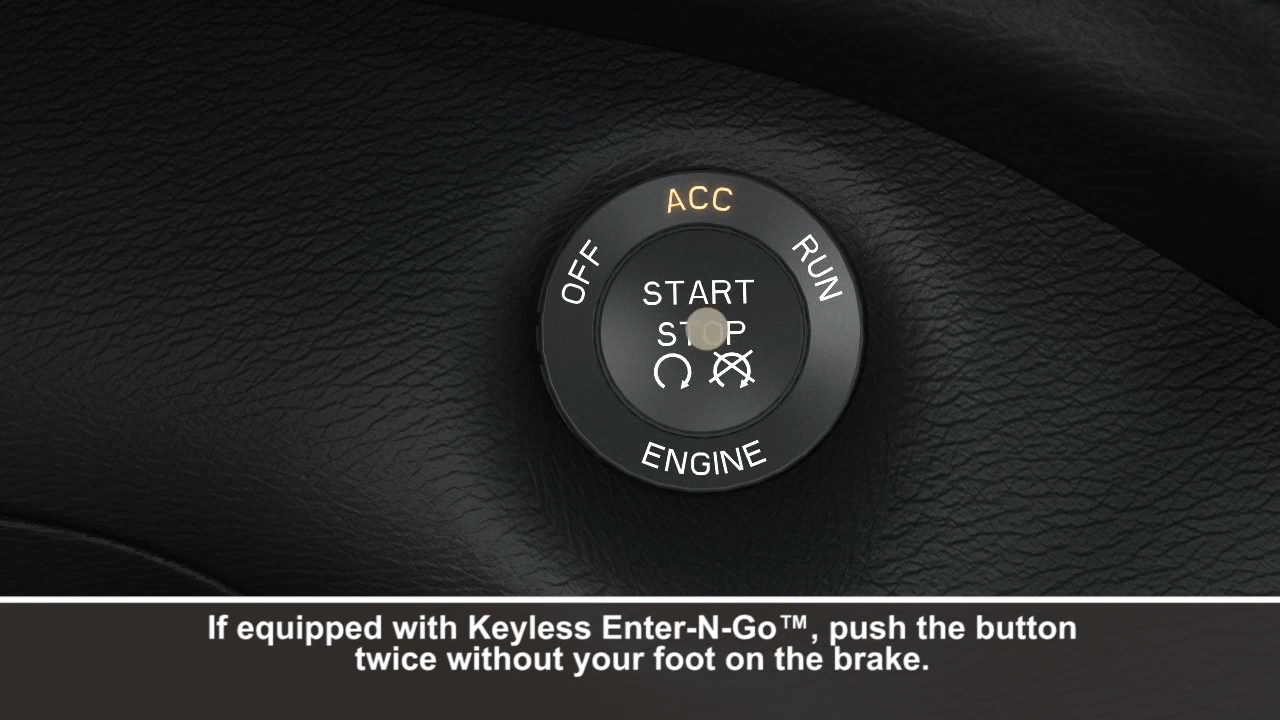 ACC
OFF
RUN
START
STOP
ENGINE
If equipped with Keyless Enter-N-Go™, push the button
twice without your foot on the brake.